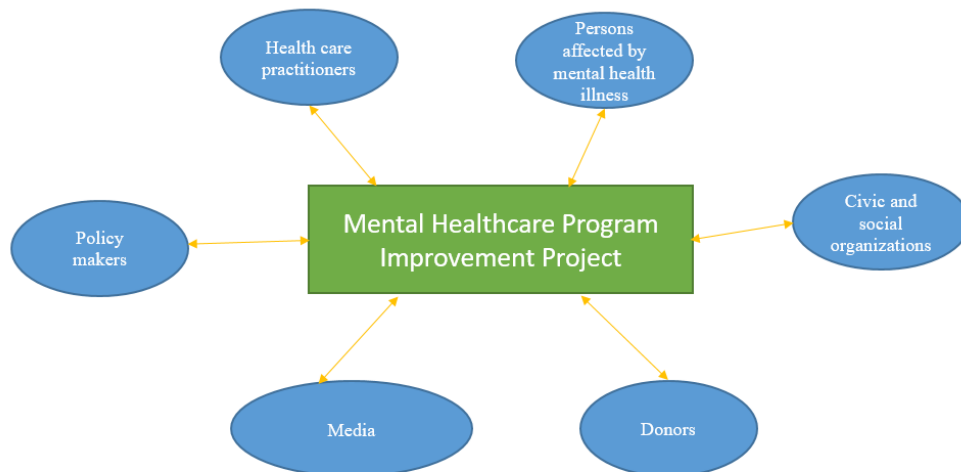 Health care
practitioners
Persons
affected by
mental health
illness
Policy
makers
Mental Healthcare Program
Improvement Project
Civic and
social
organizations
Media
Donors